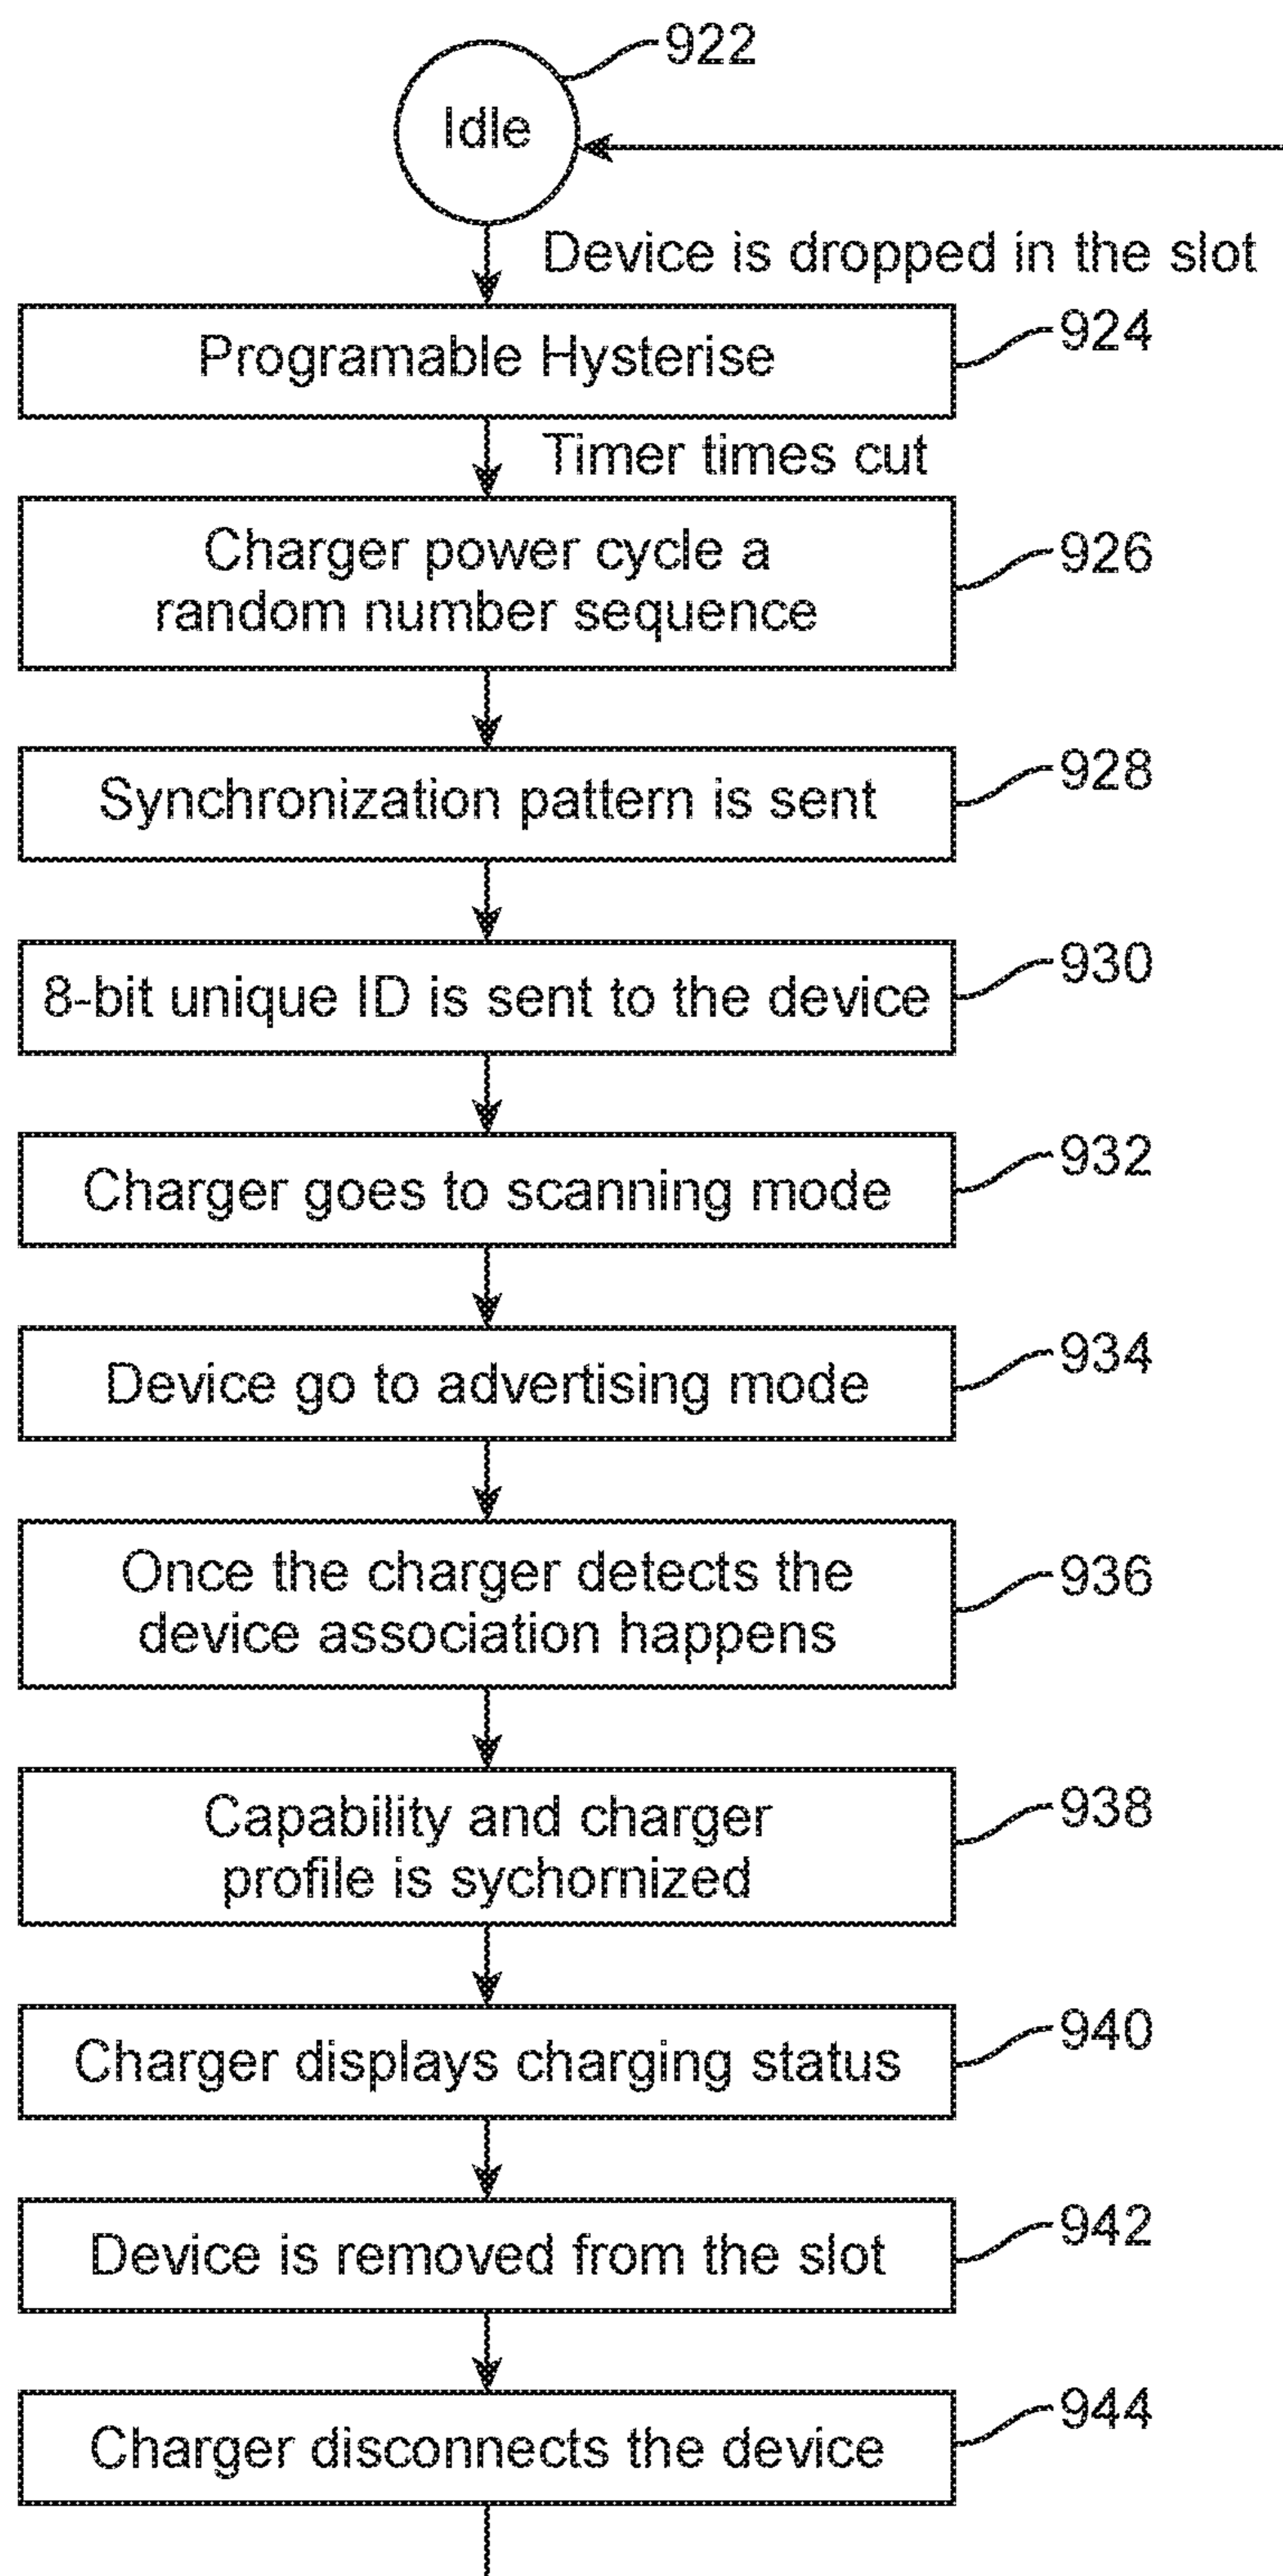 922
Idle
Device is dropped in the slot
Programable Hysterise
924
Timer times cut
Charger power cycle a
random number sequence
926
Synchronization pattern is sent
928
8-bit unique ID is sent to the device
930
Charger goes to scanning mode
932
Device go to advertising mode
934
Once the charger detects the
device association happens
936
Capability and charger
profile is sychornized
938
Charger displays charging status
940
Device is removed from the slot
942
Charger disconnects the device
944